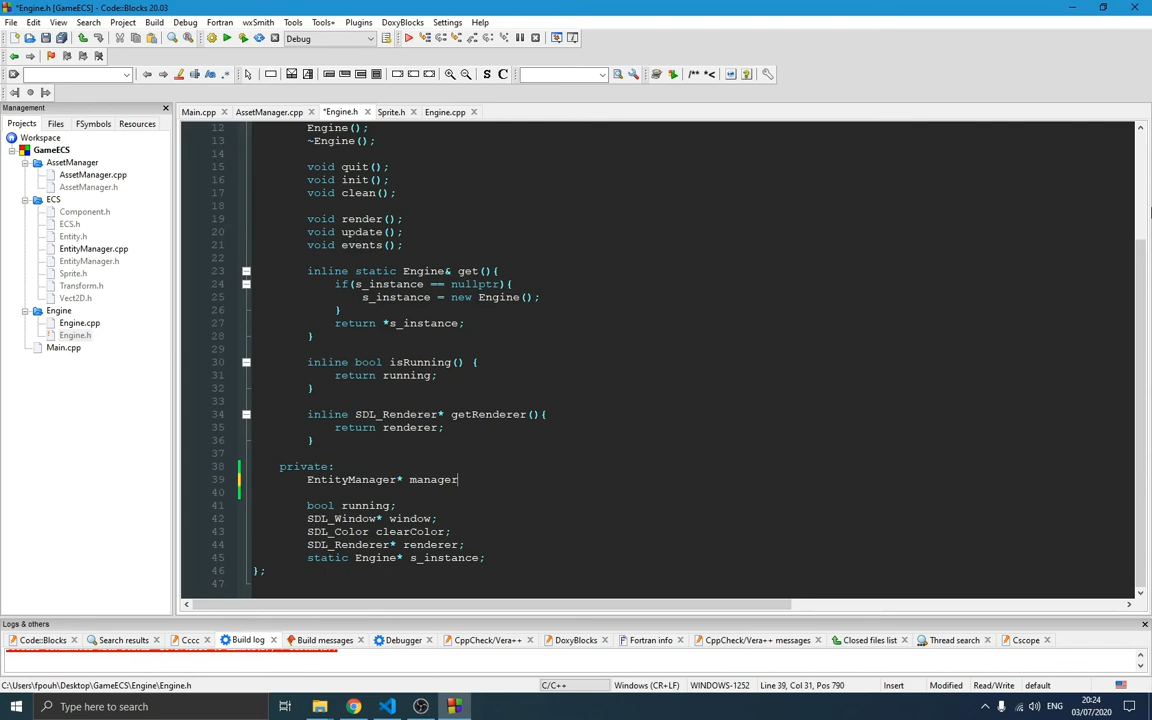 *Engine.h [GameECS] - Code::Blocks 20.03
File Edit View Search Project Build Debug Fortran wxSmith Tools Tools+ Plugins DoxyBlocks Settings Help
Debug
S C /** *<
Management
Projects Files FSymbols Resources
Workspace
GameECS
AssetManager
AssetManager.cpp
AssetManager.h
ECS
Component.h
ECS.h
Entity.h
EntityManager.cpp
EntityManager.h
Sprite.h
Transform.h
Vect2D.h
Engine
Engine.cpp
Engine.h
Main.cpp
Main.cpp AssetManager.cpp *Engine.h Sprite.h Engine.cpp
12 Engine();
13 ~Engine();
14
15 void quit();
16 void init();
17 void clean();
18
19 void render();
20 void update();
21 void events();
22
23 inline static Engine& get(){
24 if(s_instance == nullptr){
25 s_instance = new Engine();
26 }
27 return *s_instance;
28 }
29
30 inline bool isRunning() {
31 return running;
32 }
33
34 inline SDL_Renderer* getRenderer(){
35 return renderer;
36 }
37
38 private:
39 EntityManager* manager
40
41 bool running;
42 SDL_Window* window;
43 SDL_Color clearColor;
44 SDL_Renderer* renderer;
45 static Engine* s_instance;
46 };
47
Logs & others
Code::Blocks Search results Cccc Build log Build messages Debugger CppCheck/Vera++ DoxyBlocks Fortran info CppCheck/Vera++ messages Closed files list Thread search Cscope
C:\Users\fpouh\Desktop\GameECS\Engine\Engine.h C/C++ Windows (CR+LF) WINDOWS-1252 Line 39, Col 31, Pos 790 Insert Modified Read/Write default
Type here to search
ENG
20:24
03/07/2020